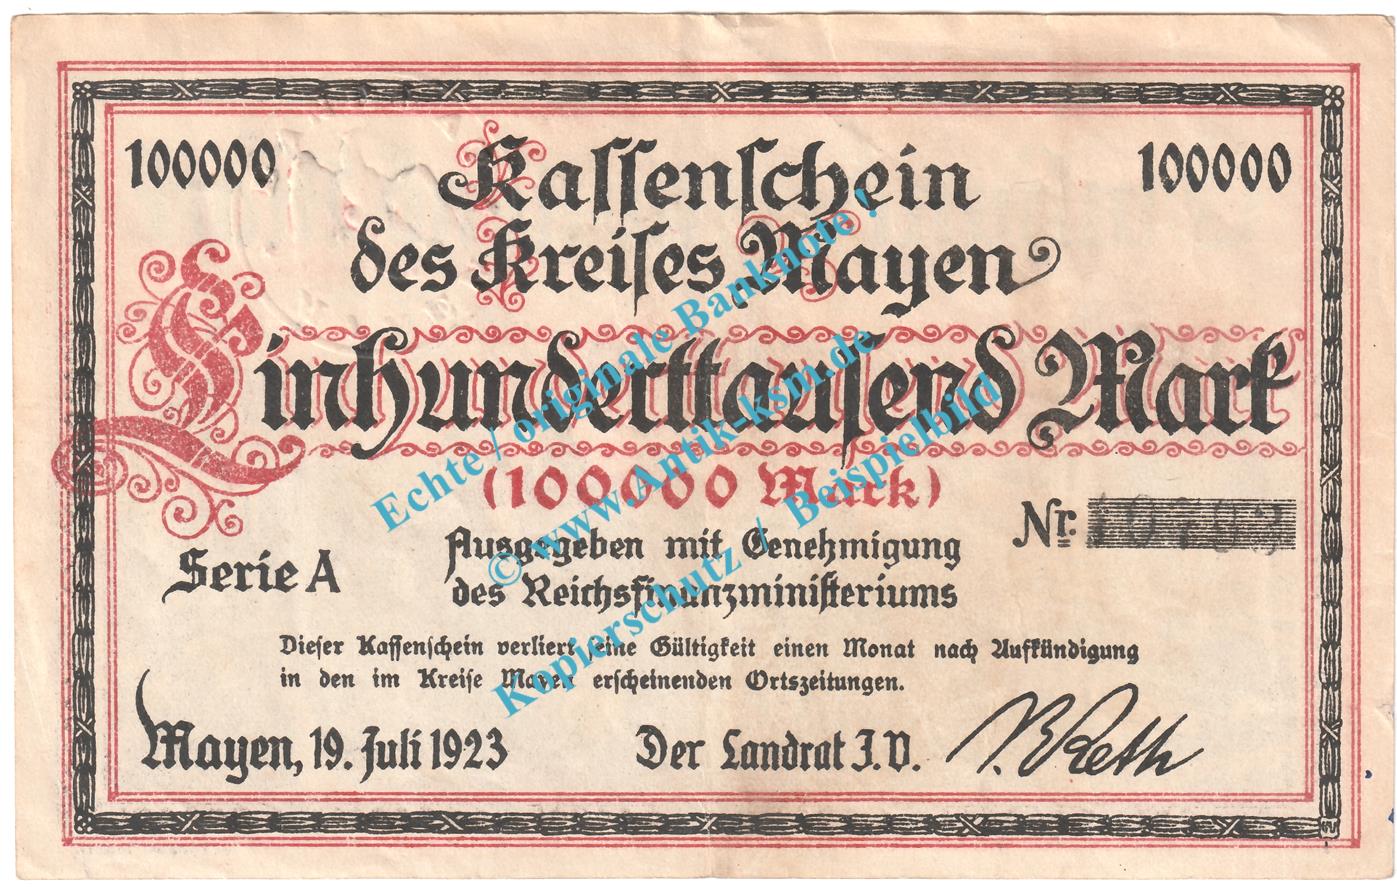 100000
100000
Kassenschein
des Kreises Mayen
Einhunderttausend Mark
(100000 Mark)
Nr.
Serie A
Ausgegeben mit Genehmigung
des Reichsfinanzministeriums
Dieser Kassenschein verliert seine Gültigkeit einen Monat nach Aufkündigung
in den im Kreise Mayen erscheinenden Ortszeitungen.
Mayen, 19. Juli 1923
Der Landrat J.V.
Echte / originale Banknote !
© www.Antik-ksm.de
Kopierschutz / Beispielbild